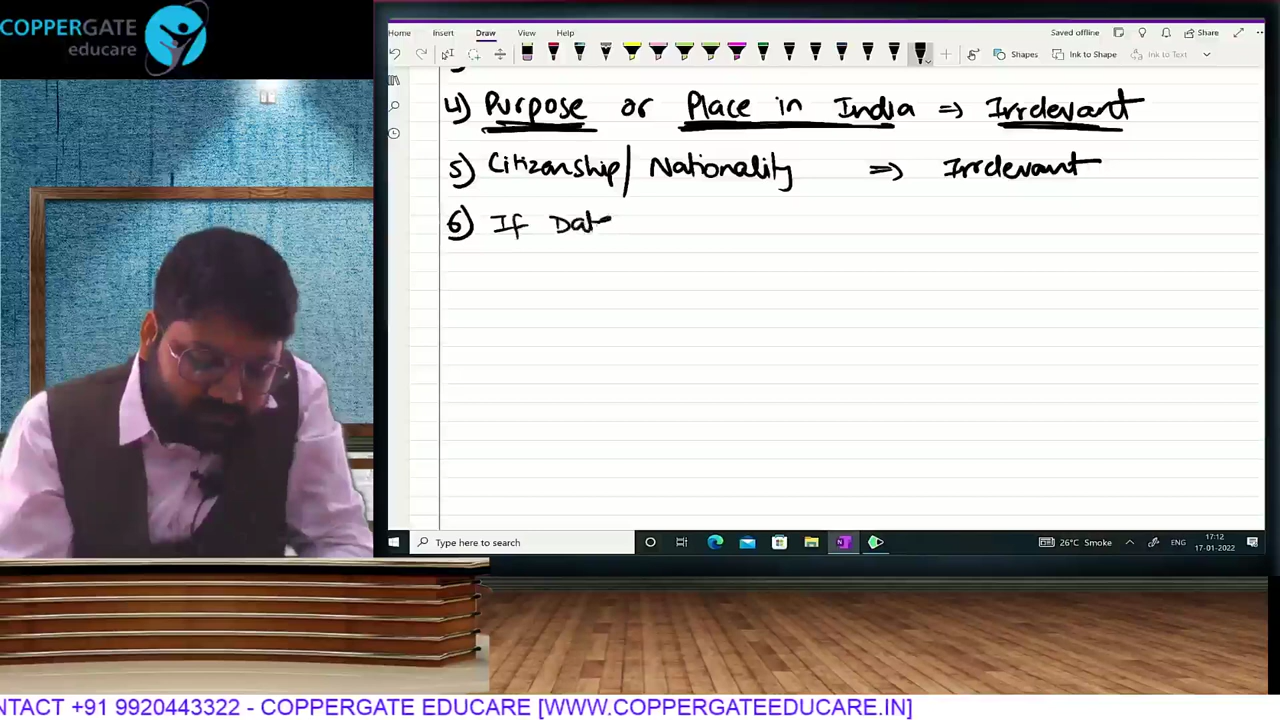 COPPERGATE
educare
Home Insert Draw View Help
Saved offline
Share
Shapes
Ink to Shape
Ink to Text
4) Purpose or Place in India ⇒ Irrelevant
5) Citizanship/ Nationality ⇒ Irrelevant
6) If Dat
Type here to search
26°C Smoke
ENG
17:12
17-01-2022
NTACT +91 9920443322 - COPPERGATE EDUCARE [WWW.COPPERGATEEDUCARE.IN]